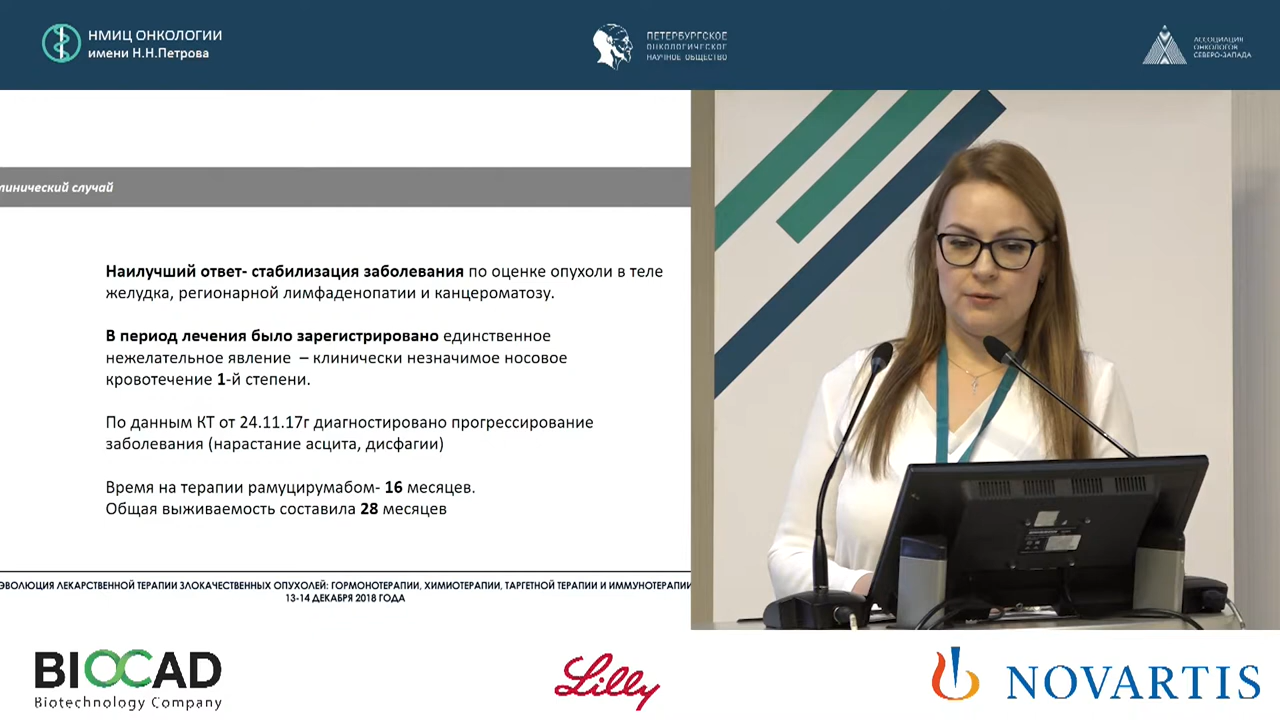 НМИЦ ОНКОЛОГИИ
имени Н.Н.Петрова
ПЕТЕРБУРГСКОЕ
ОНКОЛОГИЧЕСКОЕ
НАУЧНОЕ ОБЩЕСТВО
АССОЦИАЦИЯ
ОНКОЛОГОВ
СЕВЕРО-ЗАПАДА
линический случай
Наилучший ответ- стабилизация заболевания по оценке опухоли в теле
желудка, регионарной лимфаденопатии и канцероматозу.
В период лечения было зарегистрировано единственное
нежелательное явление – клинически незначимое носовое
кровотечение 1-й степени.
По данным КТ от 24.11.17г диагностировано прогрессирование
заболевания (нарастание асцита, дисфагии)
Время на терапии рамуцирумабом- 16 месяцев.
Общая выживаемость составила 28 месяцев
ЭВОЛЮЦИЯ ЛЕКАРСТВЕННОЙ ТЕРАПИИ ЗЛОКАЧЕСТВЕННЫХ ОПУХОЛЕЙ: ГОРМОНОТЕРАПИИ, ХИМИОТЕРАПИИ, ТАРГЕТНОЙ ТЕРАПИИ И ИММУНОТЕРАПИИ
13-14 ДЕКАБРЯ 2018 ГОДА
BIOCAD
Biotechnology Company
Lilly
NOVARTIS